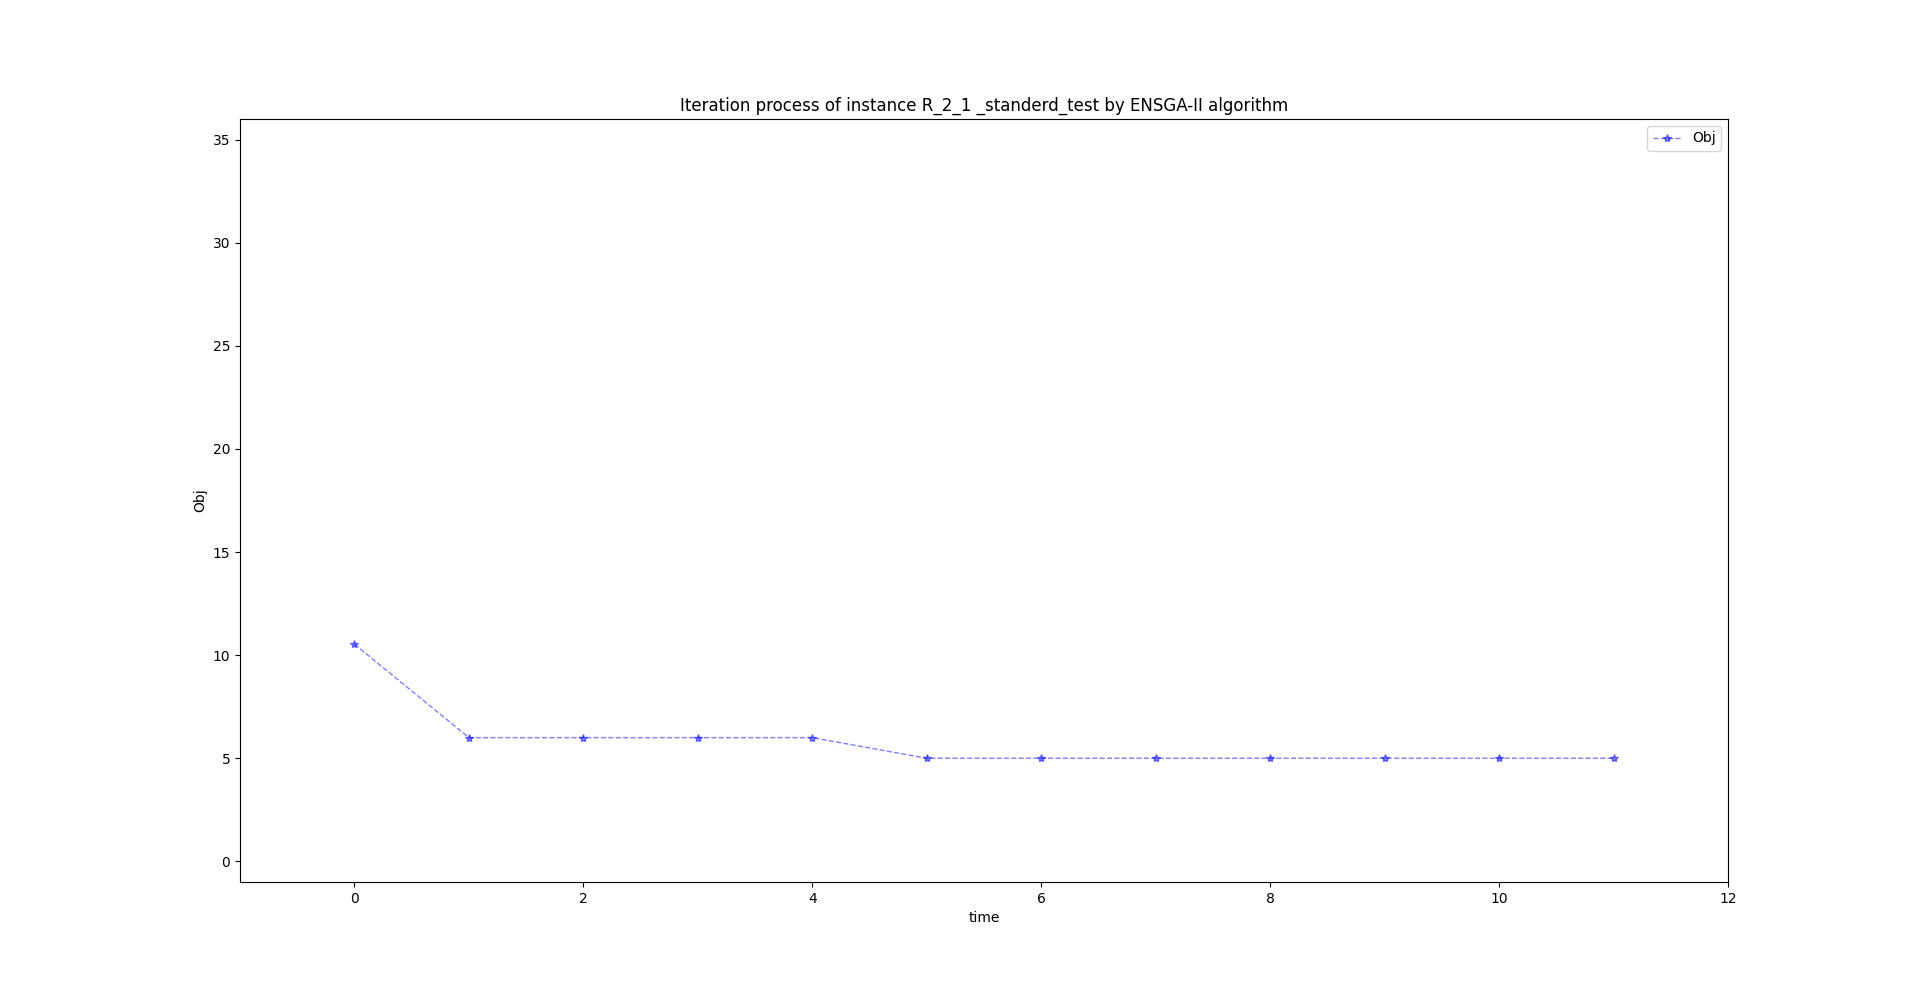 Iteration process of instance R_2_1 _standerd_test by ENSGA-II algorithm
Obj
35
30
25
20
15
10
5
0
Obj
0 2 4 6 8 10 12
time